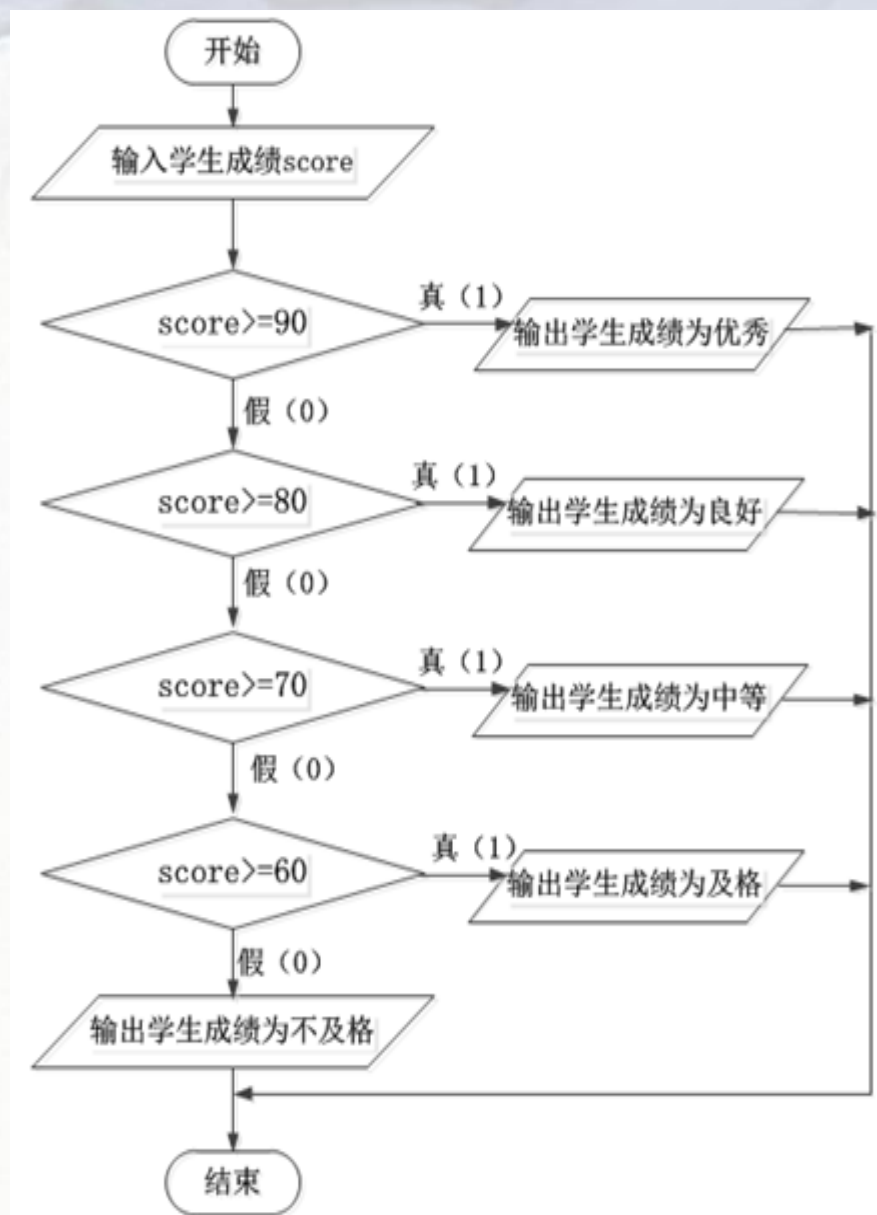 开始
输入学生成绩score
score>=90
真（1）
输出学生成绩为优秀
假（0）
score>=80
真（1）
输出学生成绩为良好
假（0）
score>=70
真（1）
输出学生成绩为中等
假（0）
score>=60
真（1）
输出学生成绩为及格
假（0）
输出学生成绩为不及格
结束